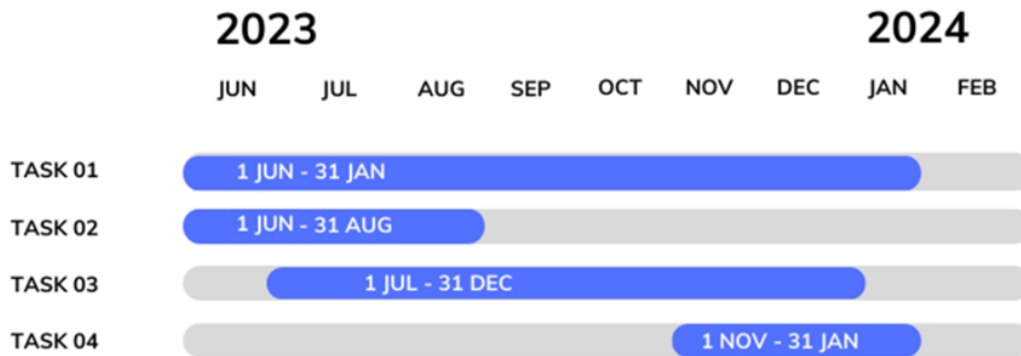 2023 2024
JUN JUL AUG SEP OCT NOV DEC JAN FEB
TASK 01 1 JUN - 31 JAN
TASK 02 1 JUN - 31 AUG
TASK 03 1 JUL - 31 DEC
TASK 04 1 NOV - 31 JAN